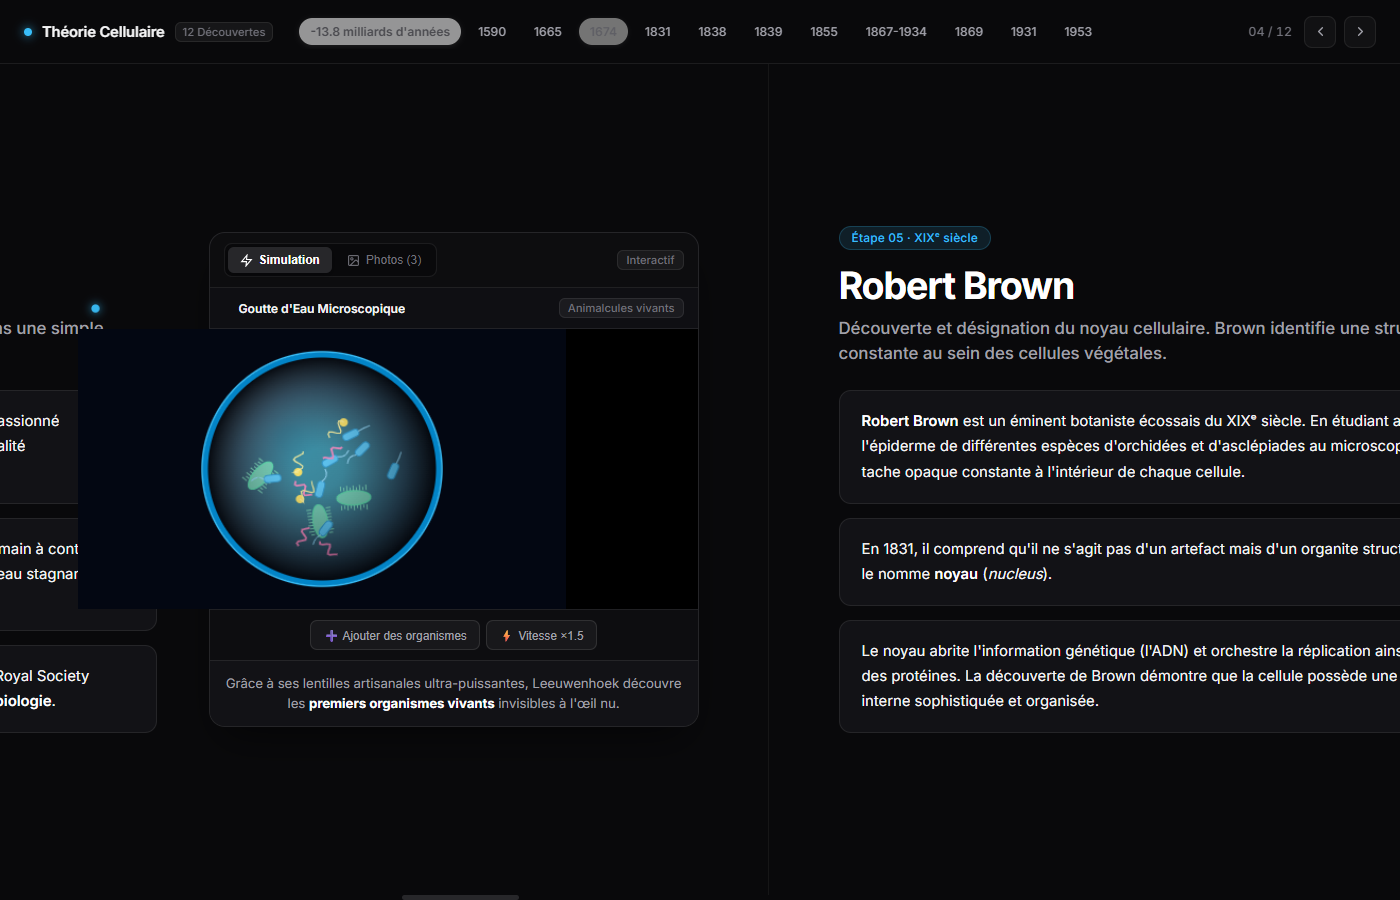 Théorie Cellulaire
12 Découvertes
-13.8 milliards d'années
1590
1665
1674
1831
1838
1839
1855
1867-1934
1869
1931
1953
04 / 12
Simulation
Photos (3)
Interactif
Goutte d'Eau Microscopique
Animalcules vivants
ns une simple
assionné
alité
main à cont
eau stagnan
Royal Society
biologie.
Ajouter des organismes
Vitesse ×1.5
Grâce à ses lentilles artisanales ultra-puissantes, Leeuwenhoek découvre
les premiers organismes vivants invisibles à l'œil nu.
Étape 05 · XIXᵉ siècle
Robert Brown
Découverte et désignation du noyau cellulaire. Brown identifie une stru
constante au sein des cellules végétales.
Robert Brown est un éminent botaniste écossais du XIXᵉ siècle. En étudiant a
l'épiderme de différentes espèces d'orchidées et d'asclépiades au microscop
tache opaque constante à l'intérieur de chaque cellule.
En 1831, il comprend qu'il ne s'agit pas d'un artefact mais d'un organite struct
le nomme noyau (nucleus).
Le noyau abrite l'information génétique (l'ADN) et orchestre la réplication ains
des protéines. La découverte de Brown démontre que la cellule possède une
interne sophistiquée et organisée.